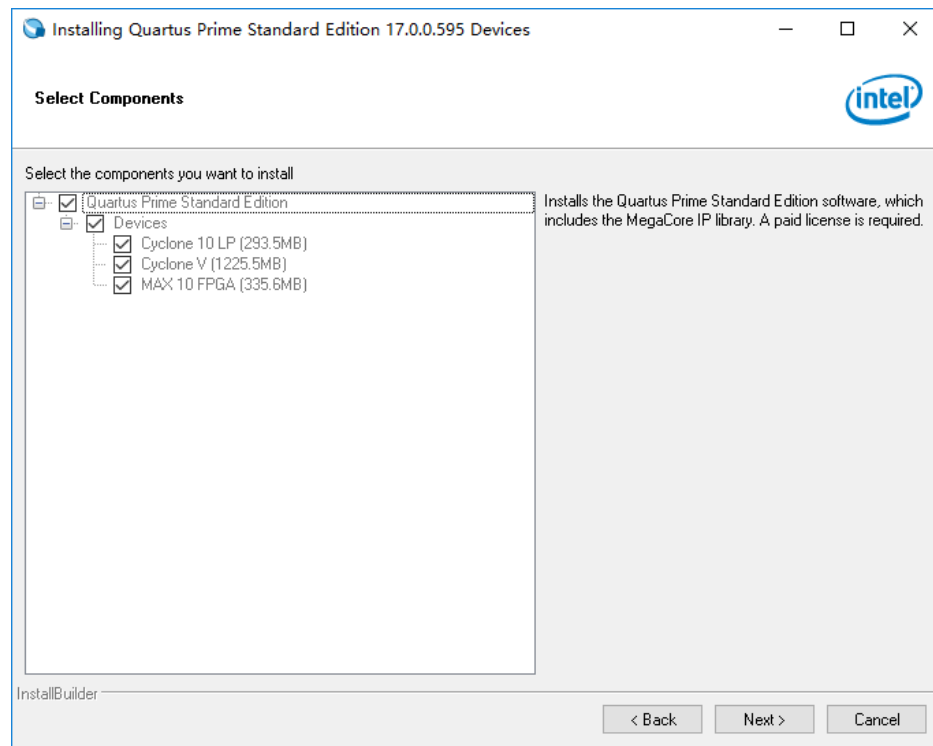 Installing Quartus Prime Standard Edition 17.0.0.595 Devices
Select Components
intel
Select the components you want to install
Quartus Prime Standard Edition
Devices
Cyclone 10 LP (293.5MB)
Cyclone V (1225.5MB)
MAX 10 FPGA (335.6MB)
Installs the Quartus Prime Standard Edition software, which
includes the MegaCore IP library. A paid license is required.
InstallBuilder
< Back
Next >
Cancel